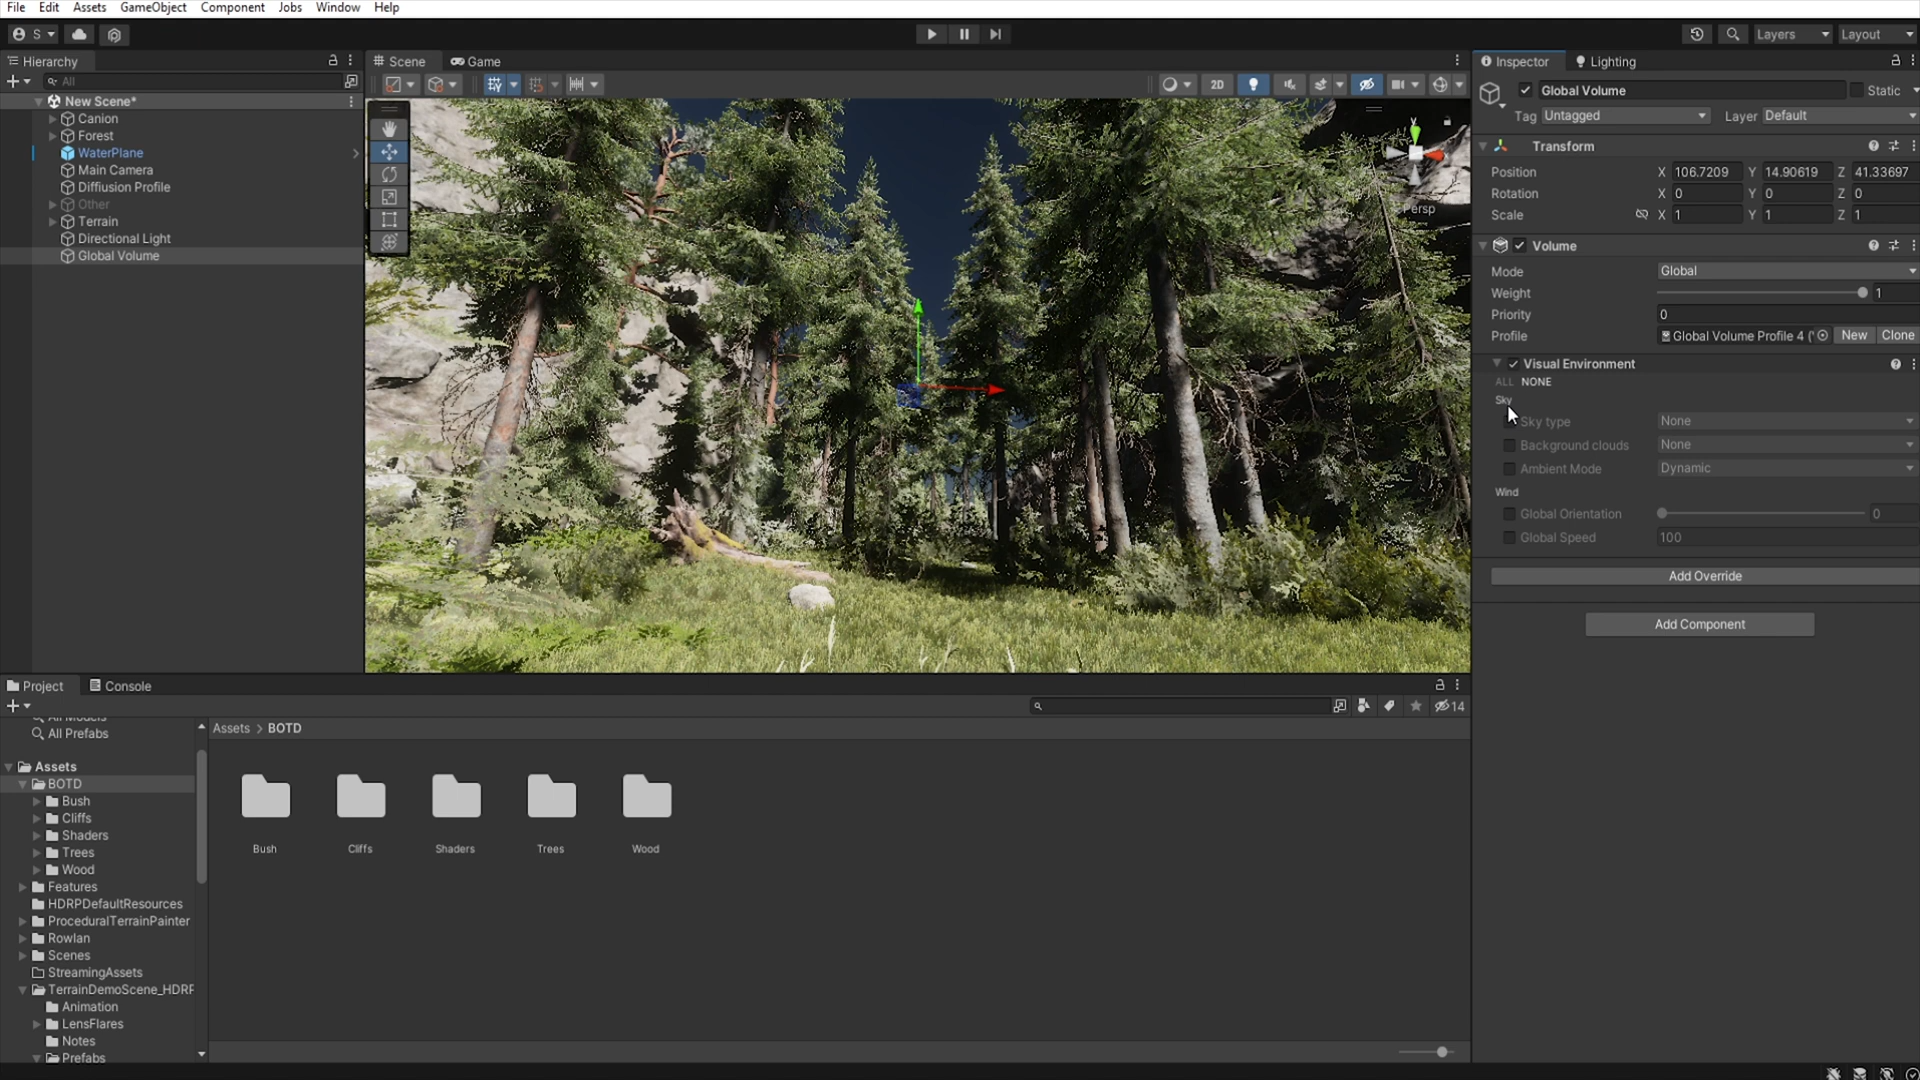 File Edit Assets GameObject Component Jobs Window Help
S Layers Layout
Hierarchy
All
New Scene*
Canion
Forest
WaterPlane
Main Camera
Diffusion Profile
Other
Terrain
Directional Light
Global Volume
Scene Game
2D
y
Persp
Inspector Lighting
Global Volume Static
Tag Untagged Layer Default
Transform
Position X 106.7209 Y 14.90619 Z 41.33697
Rotation X 0 Y 0 Z 0
Scale X 1 Y 1 Z 1
Volume
Mode Global
Weight 1
Priority 0
Profile Global Volume Profile 4 (' New Clone
Visual Environment
ALL NONE
Sky
Sky type None
Background clouds None
Ambient Mode Dynamic
Wind
Global Orientation 0
Global Speed 100
Add Override
Add Component
Project Console
14
All Models
All Prefabs
Assets
BOTD
Bush
Cliffs
Shaders
Trees
Wood
Features
HDRPDefaultResources
ProceduralTerrainPainter
Rowlan
Scenes
StreamingAssets
TerrainDemoScene_HDRP
Animation
LensFlares
Notes
Prefabs
Assets > BOTD
Bush Cliffs Shaders Trees Wood